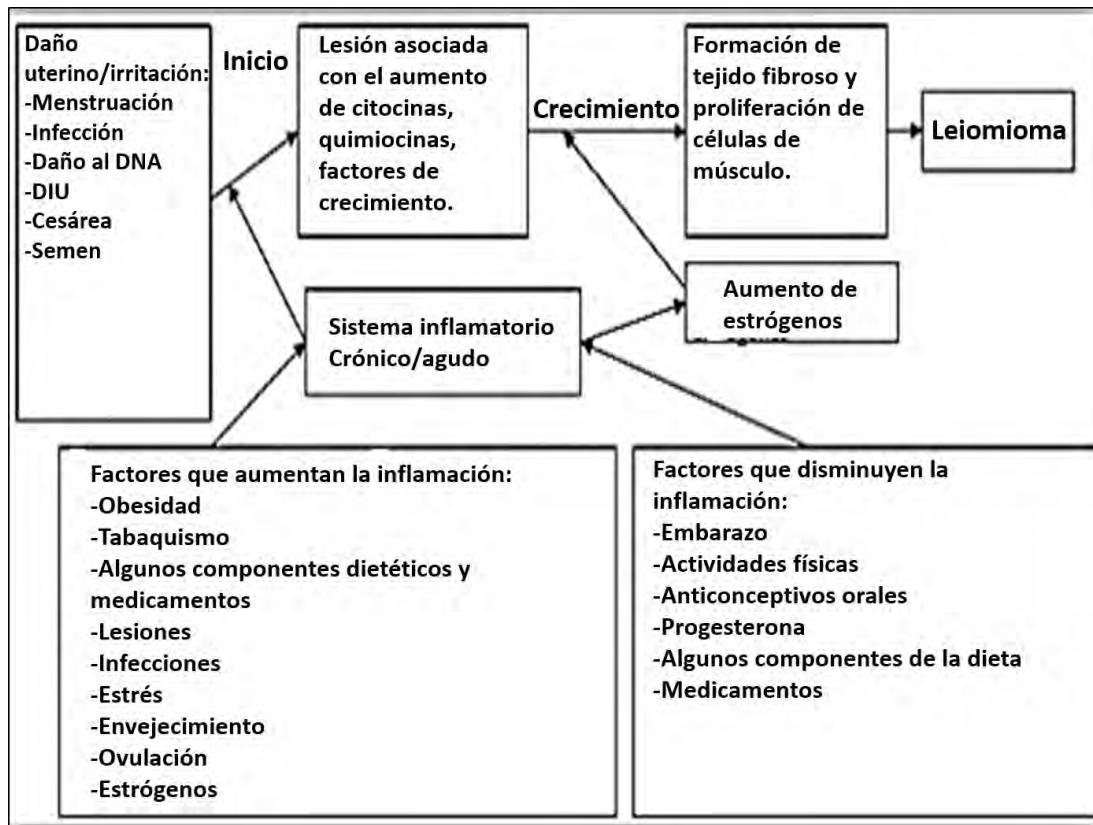 Daño
uterino/irritación:
-Menstruación
-Infección
-Daño al DNA
-DIU
-Cesárea
-Semen
Inicio
Lesión asociada
con el aumento
de citocinas,
quimiocinas,
factores de
crecimiento.
Crecimiento
Formación de
tejido fibroso y
proliferación de
células de
músculo.
Leiomioma
Sistema inflamatorio
Crónico/agudo
Aumento de
estrógenos
Factores que aumentan la inflamación:
-Obesidad
-Tabaquismo
-Algunos componentes dietéticos y
medicamentos
-Lesiones
-Infecciones
-Estrés
-Envejecimiento
-Ovulación
-Estrógenos
Factores que disminuyen la
inflamación:
-Embarazo
-Actividades físicas
-Anticonceptivos orales
-Progesterona
-Algunos componentes de la dieta
-Medicamentos